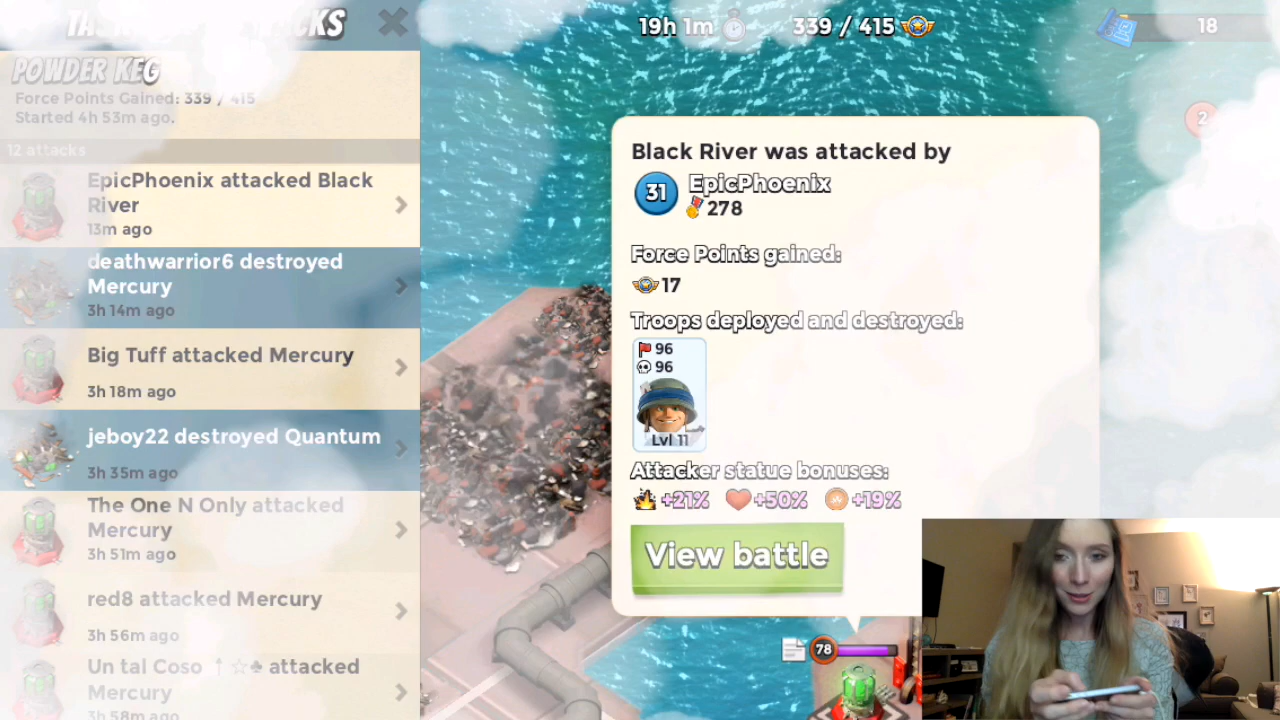 19h 1m
339 / 415
18
POWDER KEG
Force Points Gained: 339 / 415
Started 4h 53m ago.
12 attacks
EpicPhoenix attacked Black
River
13m ago
deathwarrior6 destroyed
Mercury
3h 14m ago
Big Tuff attacked Mercury
3h 18m ago
jeboy22 destroyed Quantum
3h 35m ago
The One N Only attacked
Mercury
3h 51m ago
red8 attacked Mercury
3h 56m ago
Un tal Coso ↑☆♣ attacked
Mercury
3h 58m ago
2
Black River was attacked by
31
EpicPhoenix
278
Force Points gained:
17
Troops deployed and destroyed:
96
96
Lvl 11
Attacker statue bonuses:
+21% +50% +19%
View battle
78